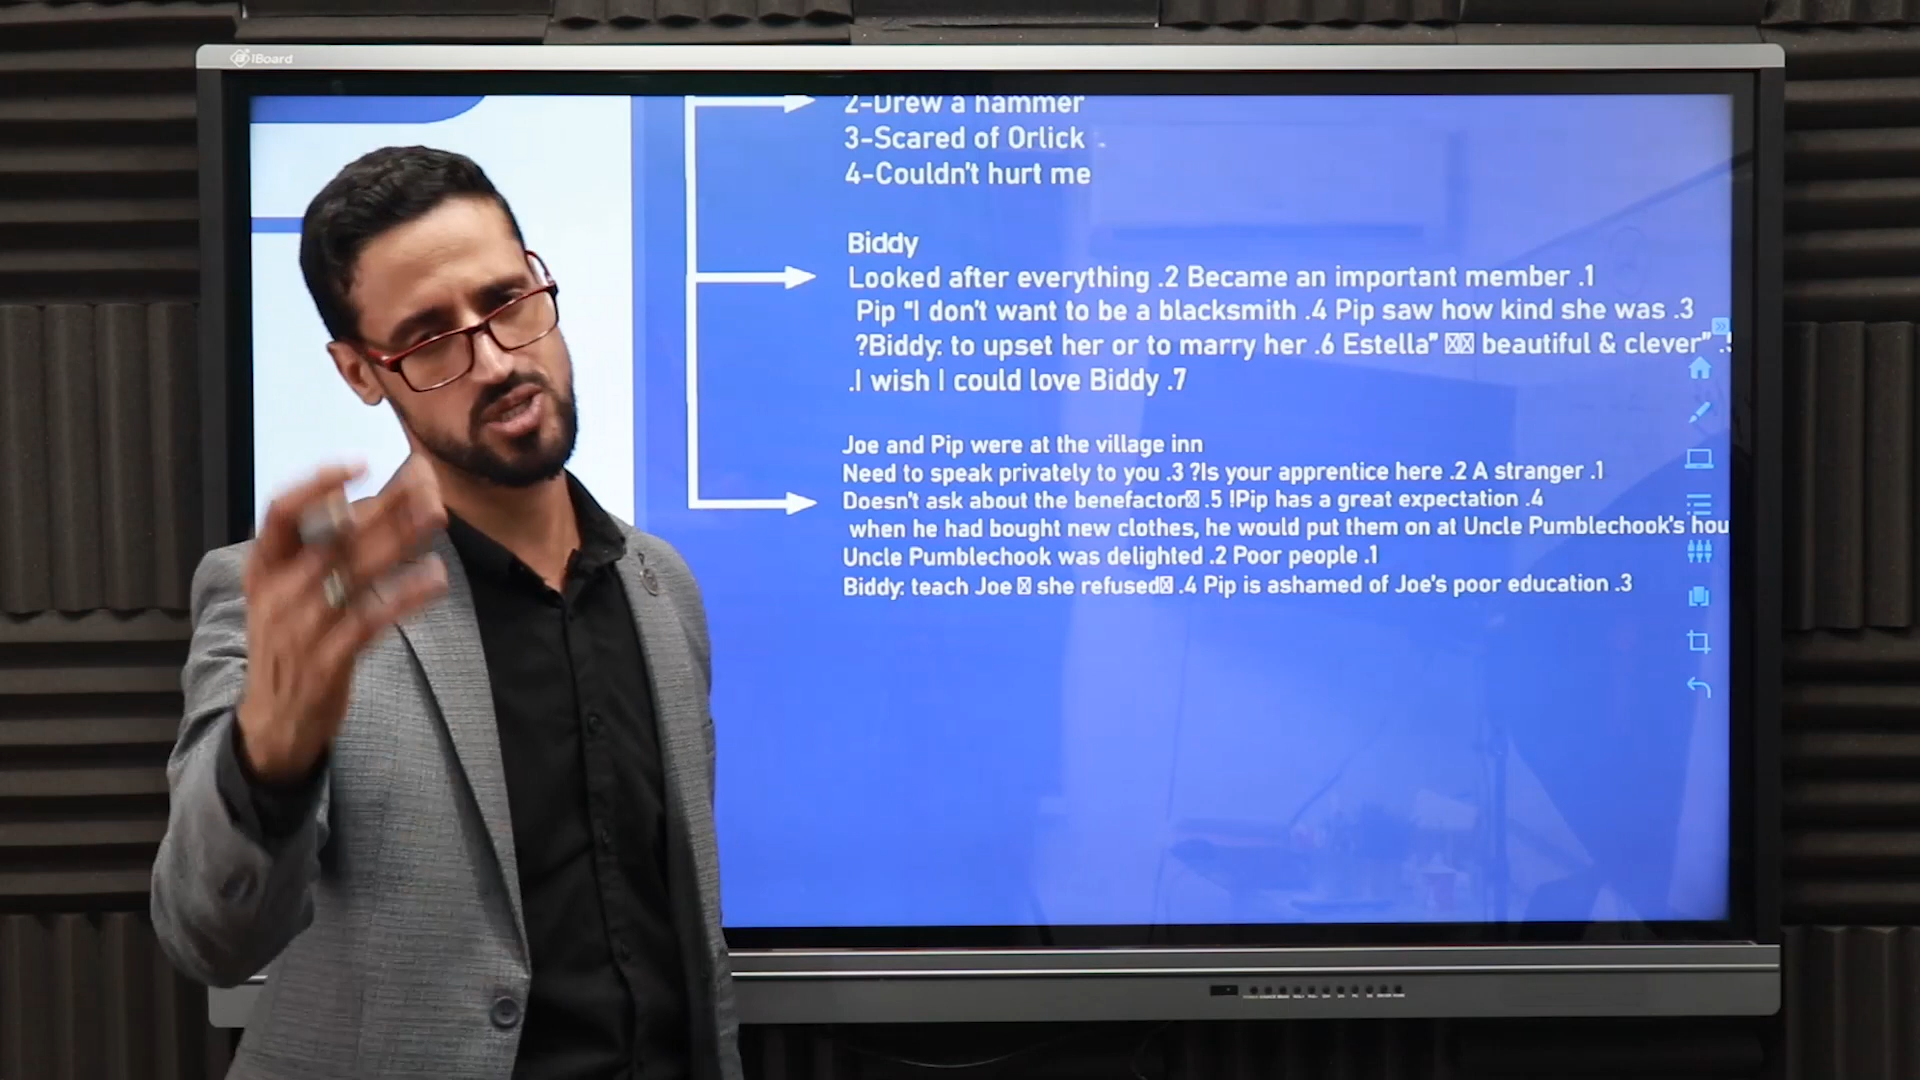 IBoard
2-Drew a hammer
3-Scared of Orlick
4-Couldn't hurt me
Biddy
Looked after everything .2 Became an important member .1
Pip “I don't want to be a blacksmith .4 Pip saw how kind she was .3
?Biddy: to upset her or to marry her .6 Estella” beautiful & clever” .5
.I wish I could love Biddy .7
Joe and Pip were at the village inn
Need to speak privately to you .3 ?Is your apprentice here .2 A stranger .1
Doesn't ask about the benefactor .5 !Pip has a great expectation .4
when he had bought new clothes, he would put them on at Uncle Pumblechook's hou
Uncle Pumblechook was delighted .2 Poor people .1
Biddy: teach Joe she refused .4 Pip is ashamed of Joe's poor education .3